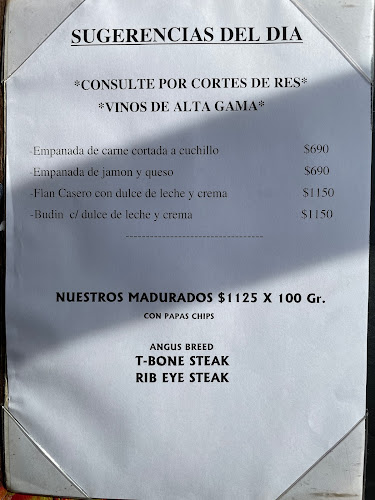 SUGERENCIAS DEL DIA
*CONSULTE POR CORTES DE RES*
*VINOS DE ALTA GAMA*
-Empanada de carne cortada a cuchillo $690
-Empanada de jamon y queso $690
-Flan Casero con dulce de leche y crema $1150
-Budin c/ dulce de leche y crema $1150
---------------------------------
NUESTROS MADURADOS $1125 X 100 Gr.
CON PAPAS CHIPS
ANGUS BREED
T-BONE STEAK
RIB EYE STEAK